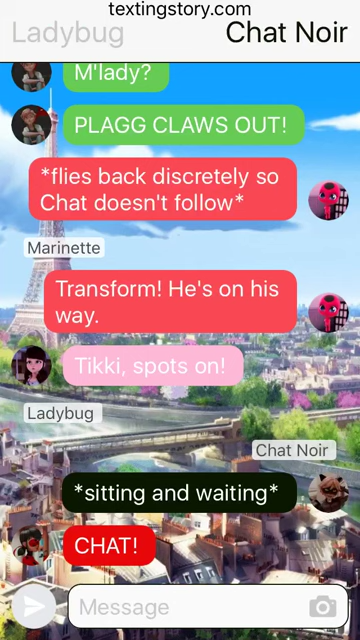 textingstory.com
Ladybug
Chat Noir
M'lady?
PLAGG CLAWS OUT!
*flies back discretely so
Chat doesn't follow*
Marinette
Transform! He's on his
way.
Tikki, spots on!
Ladybug
Chat Noir
*sitting and waiting*
CHAT!
Message